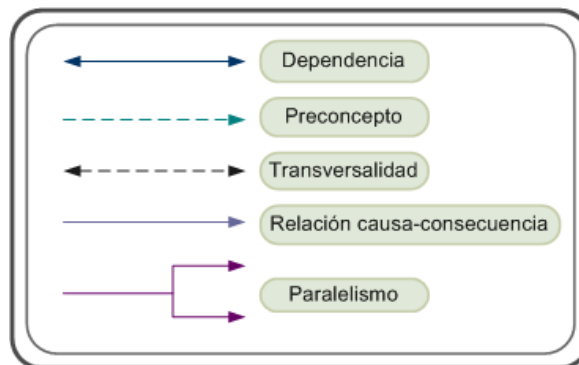 Dependencia
Preconcepto
Transversalidad
Relación causa-consecuencia
Paralelismo